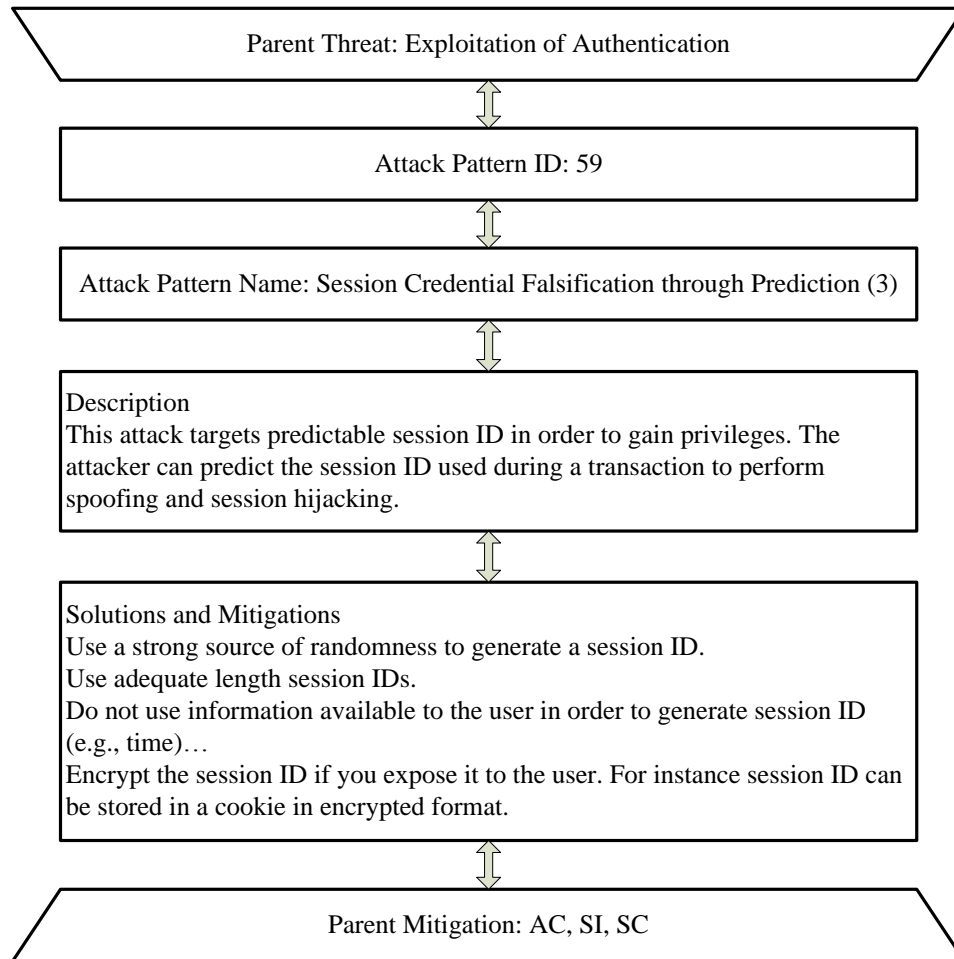 Parent Threat: Exploitation of Authentication
Attack Pattern ID: 59
Attack Pattern Name: Session Credential Falsification through Prediction (3)
Description
This attack targets predictable session ID in order to gain privileges. The
attacker can predict the session ID used during a transaction to perform
spoofing and session hijacking.
Solutions and Mitigations
Use a strong source of randomness to generate a session ID.
Use adequate length session IDs.
Do not use information available to the user in order to generate session ID
(e.g., time)…
Encrypt the session ID if you expose it to the user. For instance session ID can
be stored in a cookie in encrypted format.
Parent Mitigation: AC, SI, SC